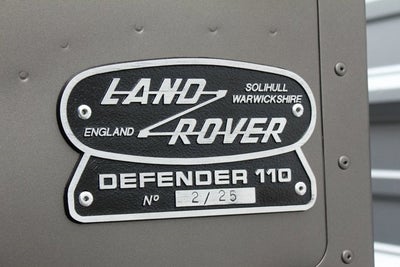 LAND
SOLIHULL
WARWICKSHIRE
ENGLAND
ROVER
DEFENDER 110
Nº 2/25